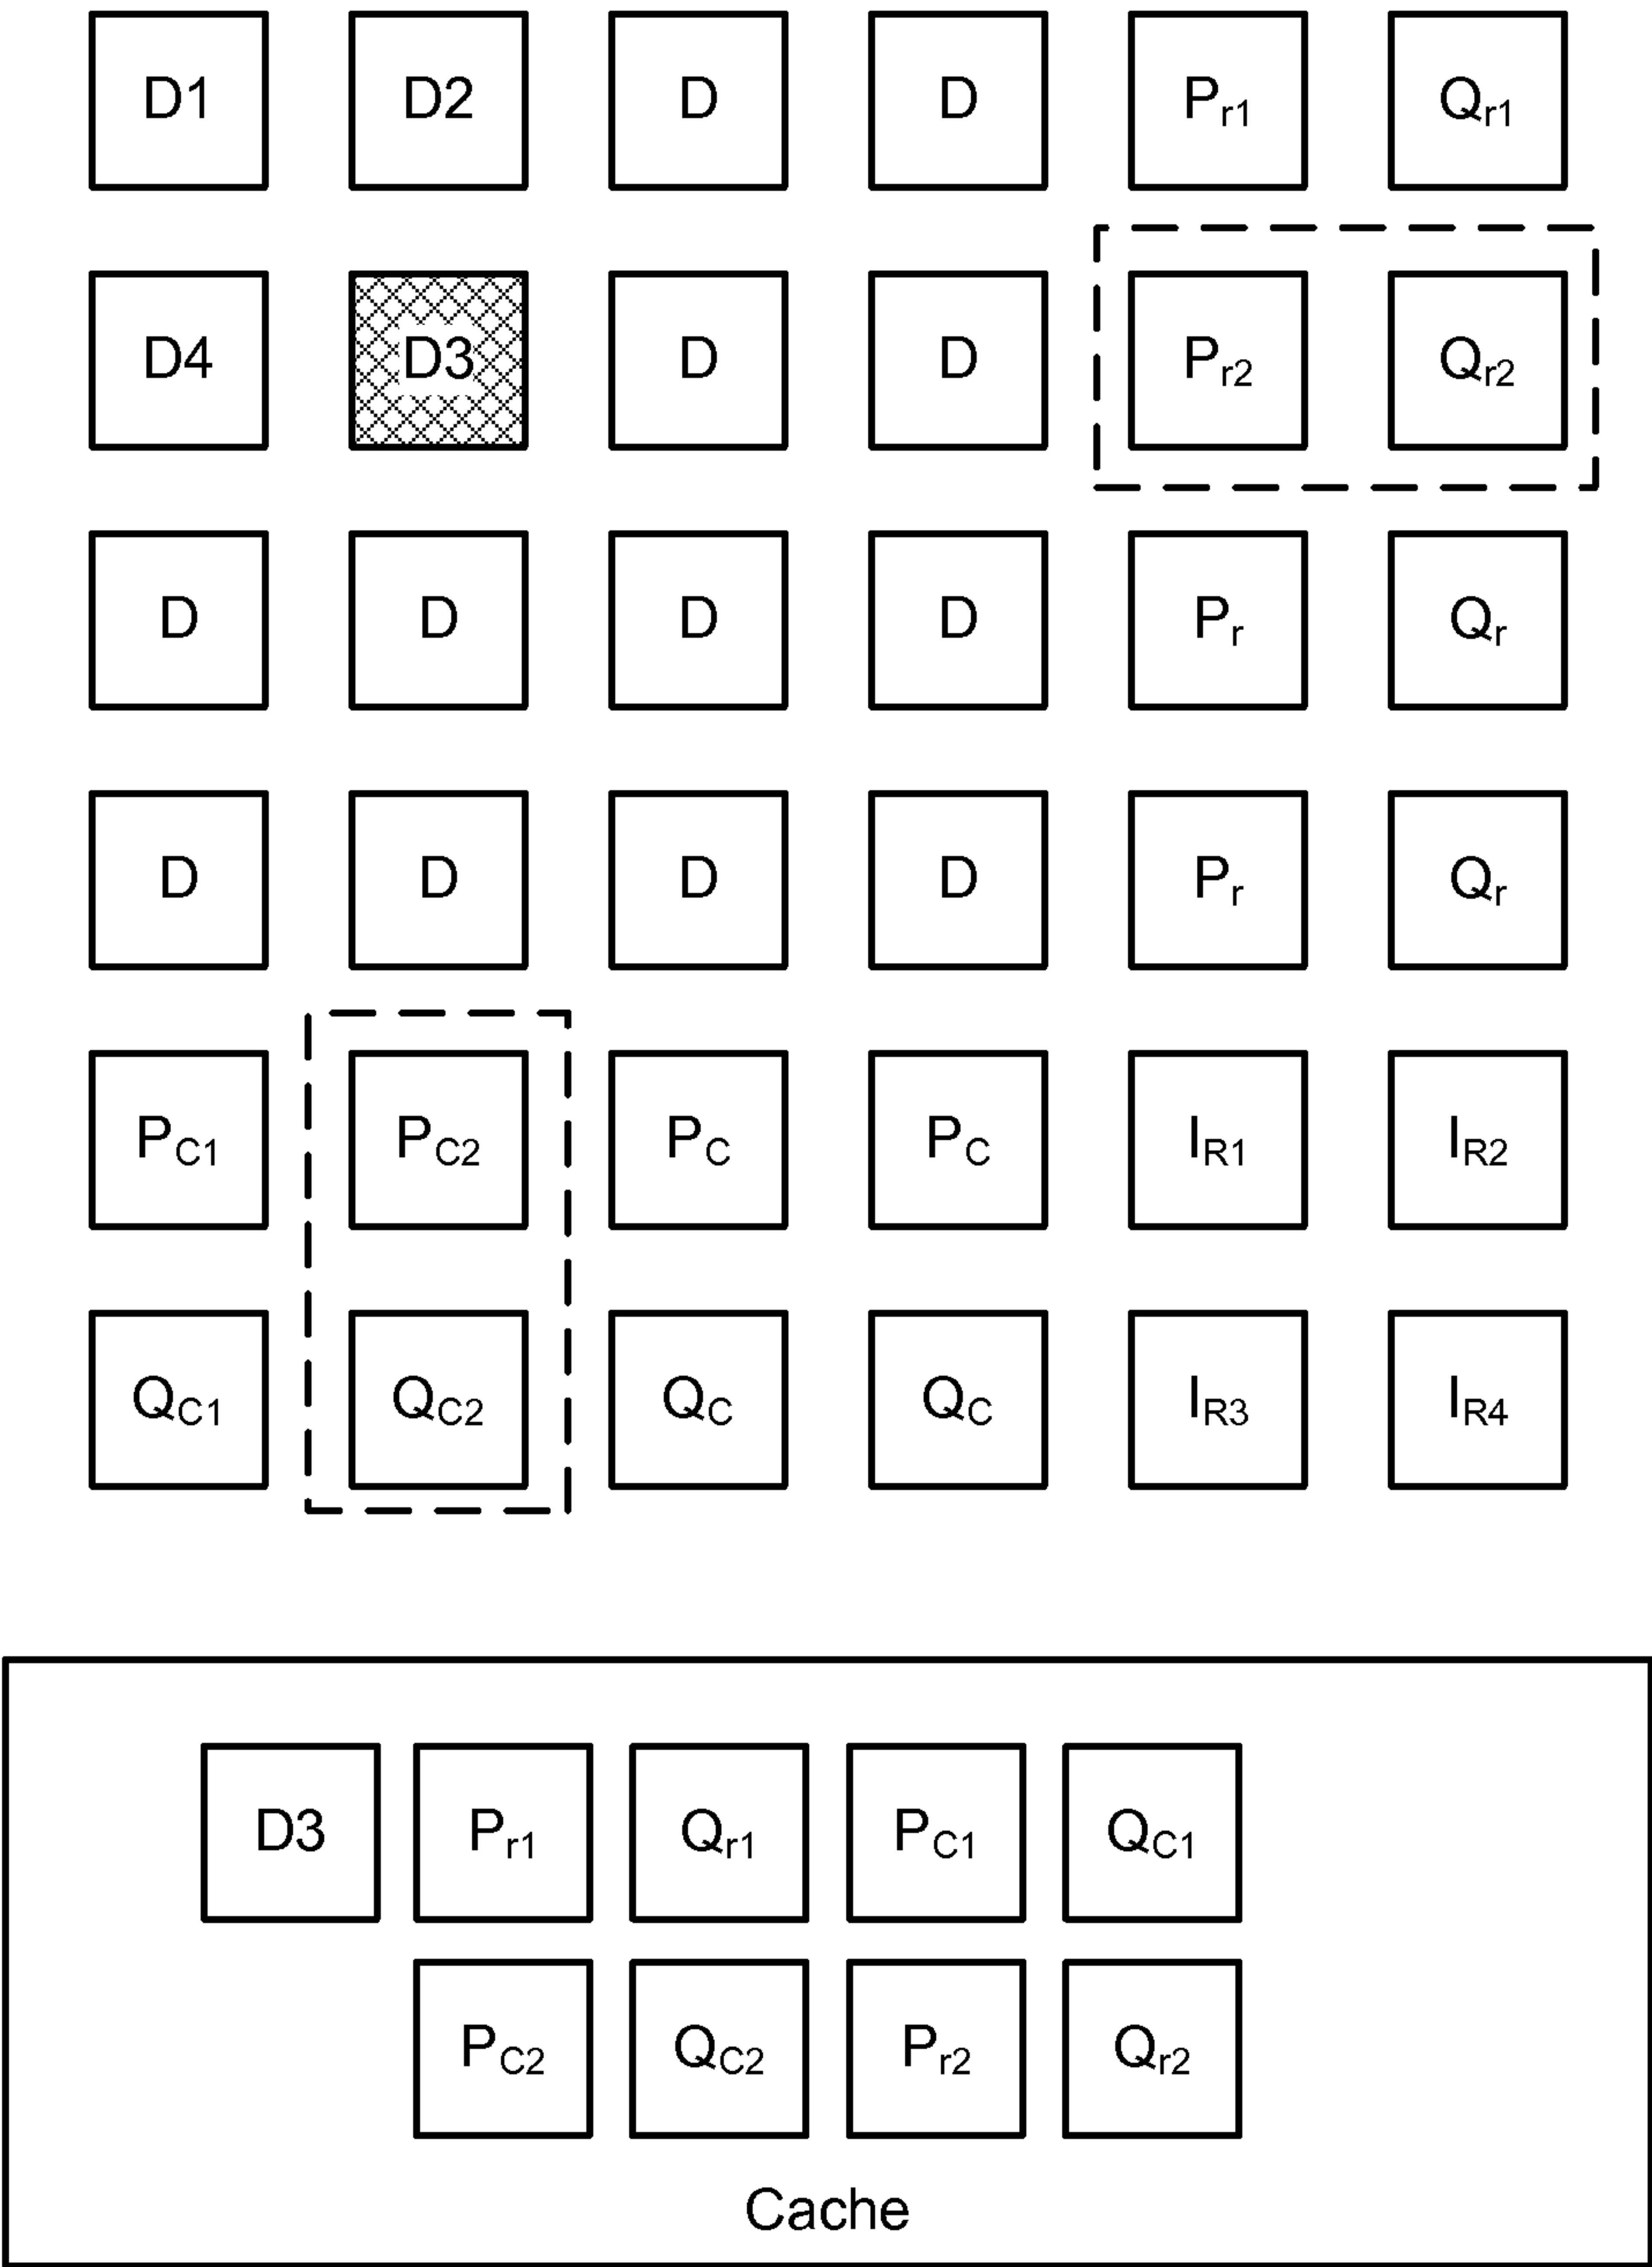 D1 D2 D D Pr1 Qr1
D4 D3 D D Pr2 Qr2
D D D D Pr Qr
D D D D Pr Qr
PC1 PC2 PC PC IR1 IR2
QC1 QC2 QC QC IR3 IR4
D3 Pr1 Qr1 PC1 QC1
PC2 QC2 Pr2 Qr2
Cache